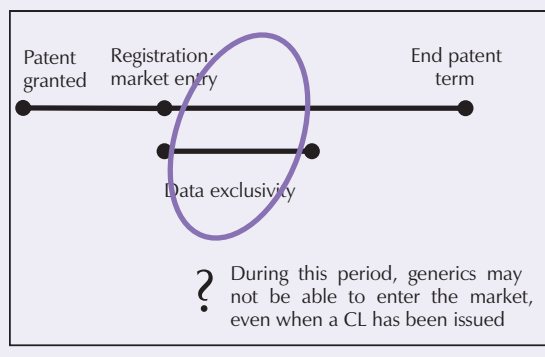 Patent
granted
Registration:
market entry
End patent
term
Data exclusivity
?
During this period, generics may
not be able to enter the market,
even when a CL has been issued